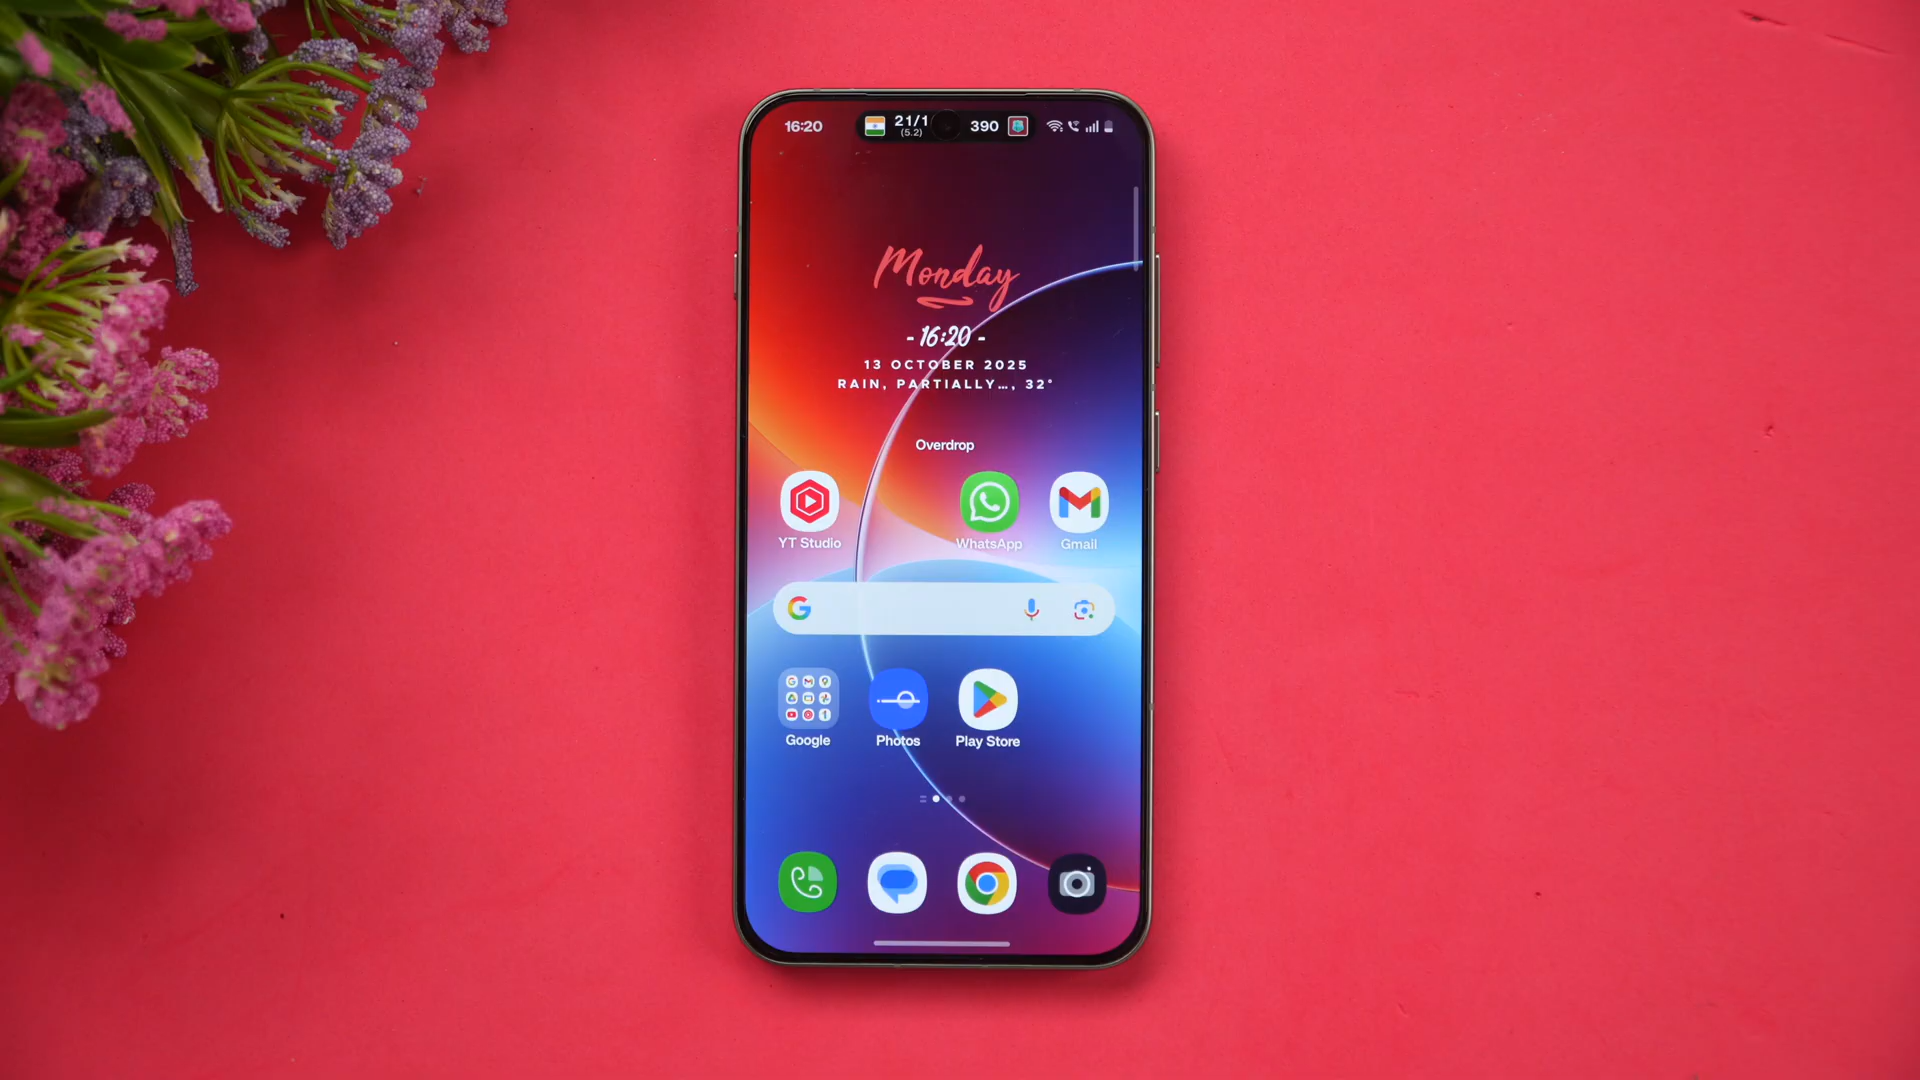 16:20
21/1
(5.2)
390
Monday
- 16:20 -
13 OCTOBER 2025
RAIN, PARTIALLY…, 32°
Overdrop
YT Studio
WhatsApp
Gmail
Google
Photos
Play Store